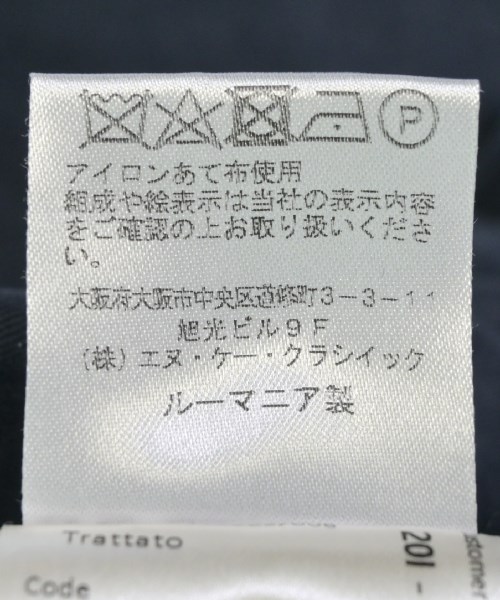 P
アイロンあて布使用
組成や絵表示は当社の表示内容
をご確認の上お取り扱いくださ
い。
大阪府大阪市中央区道修町3-3-11
旭光ビル9F
(株)エヌ・ケー・クラシイック
ルーマニア製
Trattato
Code
201 -
stomer